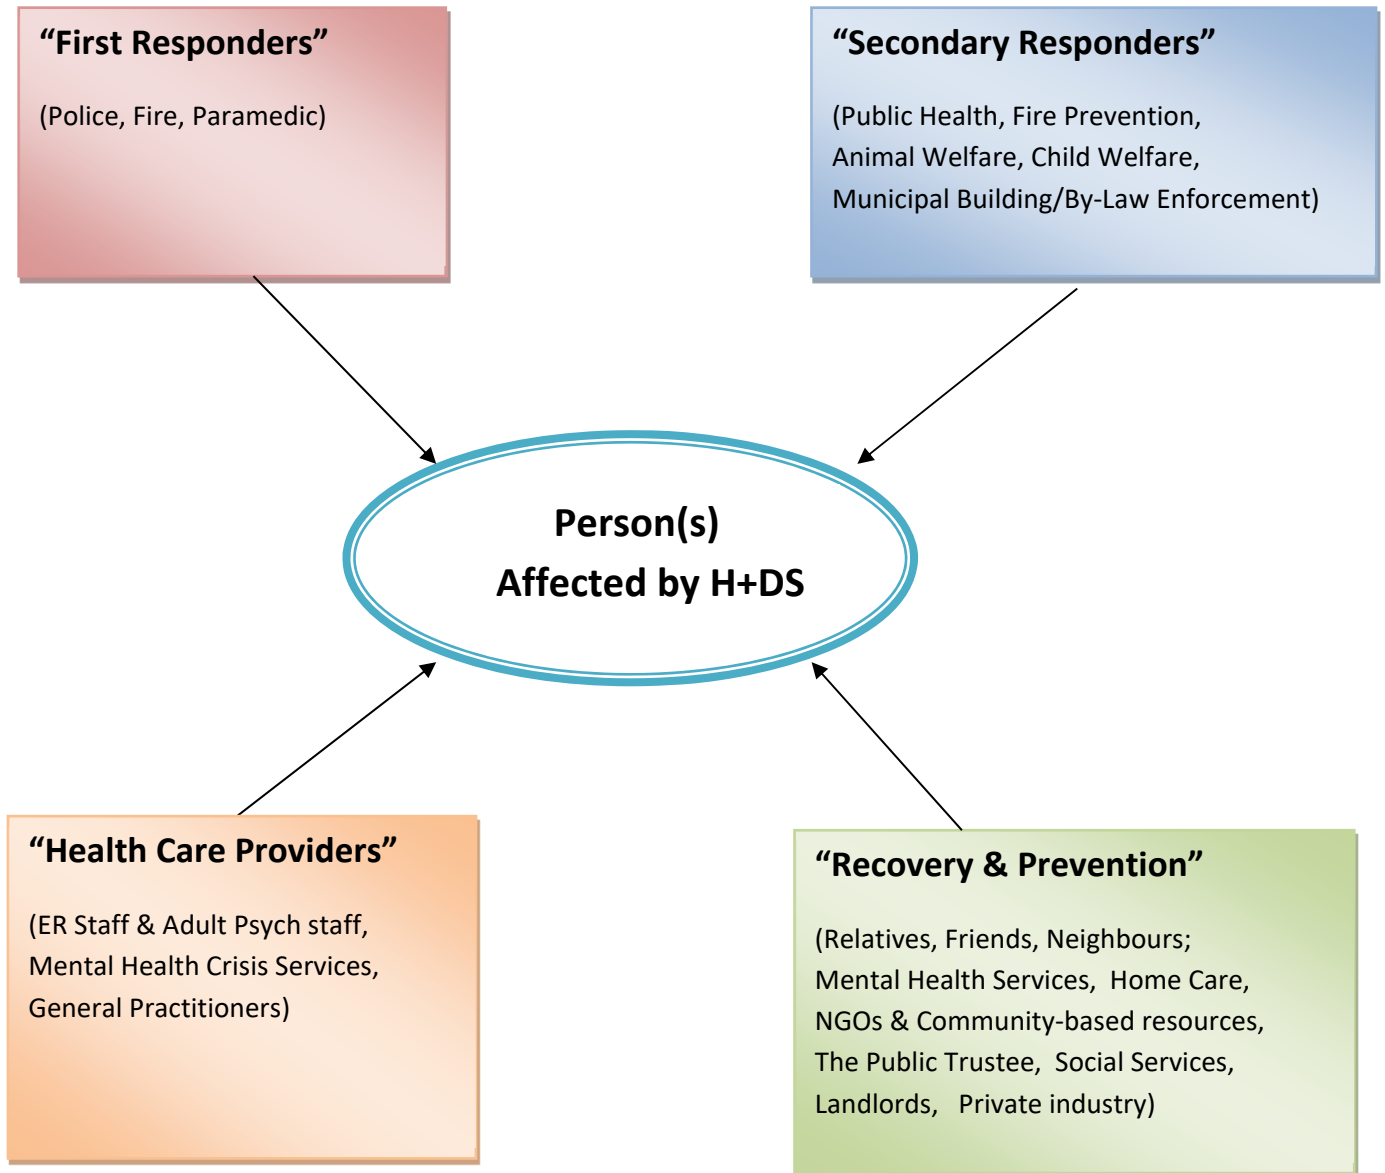 “First Responders”
(Police, Fire, Paramedic)
“Secondary Responders”
(Public Health, Fire Prevention,
Animal Welfare, Child Welfare,
Municipal Building/By-Law Enforcement)
Person(s)
Affected by H+DS
“Health Care Providers”
(ER Staff & Adult Psych staff,
Mental Health Crisis Services,
General Practitioners)
“Recovery & Prevention”
(Relatives, Friends, Neighbours;
Mental Health Services,  Home Care,
NGOs & Community-based resources,
The Public Trustee,  Social Services,
Landlords,   Private industry)